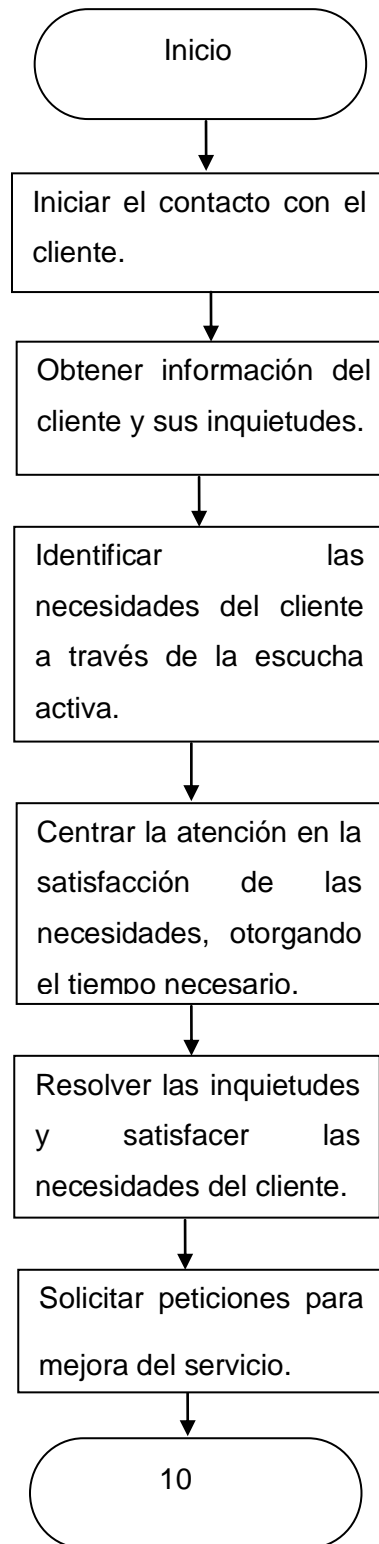 Inicio
Iniciar el contacto con el
cliente.
Obtener información del
cliente y sus inquietudes.
Identificar las
necesidades del cliente
a través de la escucha
activa.
Centrar la atención en la
satisfacción de las
necesidades, otorgando
el tiempo necesario.
Resolver las inquietudes
y satisfacer las
necesidades del cliente.
Solicitar peticiones para
mejora del servicio.
10